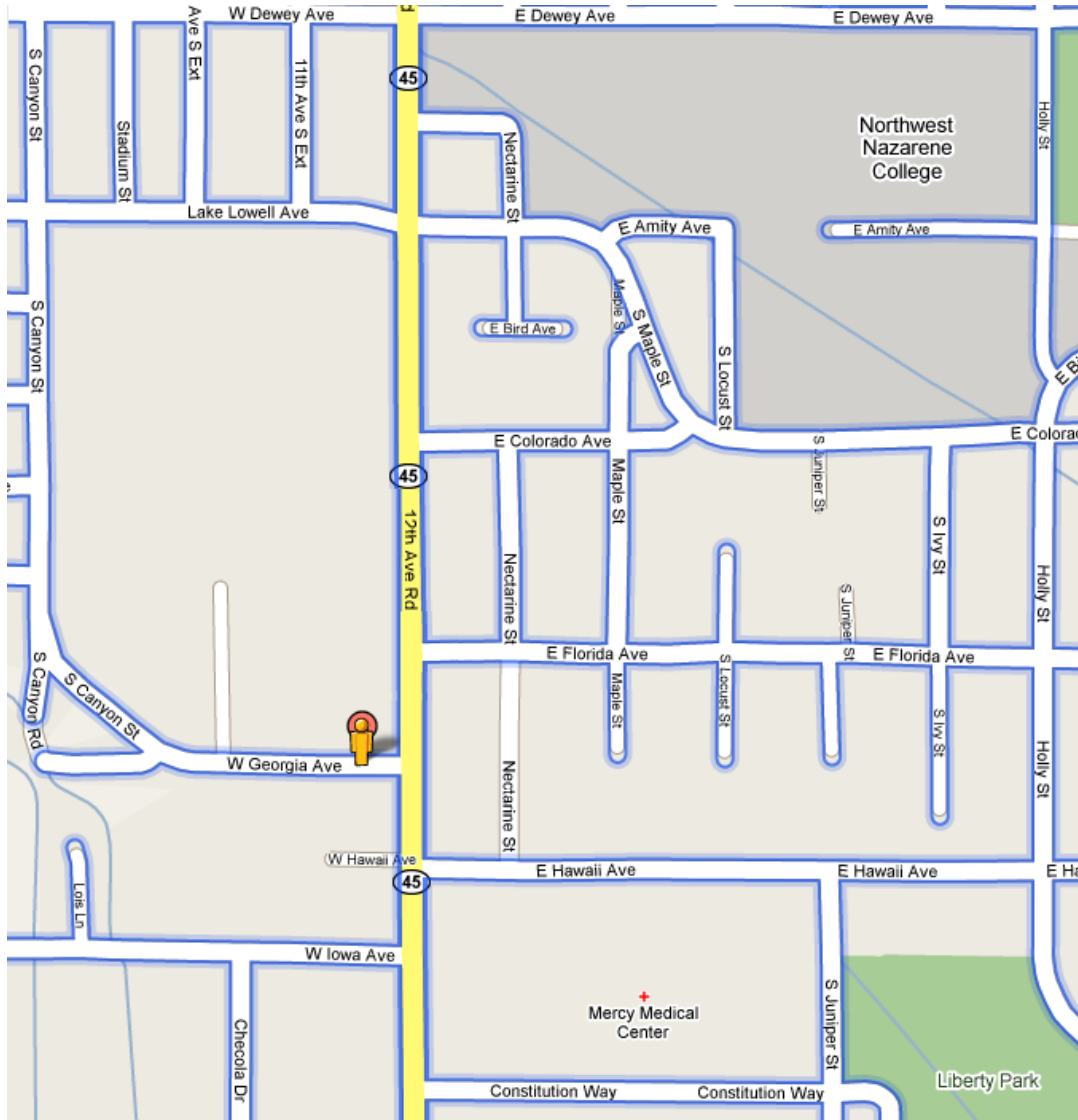 W Dewey Ave
E Dewey Ave
E Dewey Ave
Ave S Ext
45
S Canyon St
11th Ave S Ext
Stadium St
Holly St
Northwest
Nazarene
College
Nectarine St
Lake Lowell Ave
E Amity Ave
E Amity Ave
Maple St
S Maple St
E Bird Ave
S Canyon St
S Locust St
E Colorado Ave
S Juniper St
45
Maple St
12th Ave Rd
S Ivy St
Nectarine St
Holly St
S Juniper St
E Florida Ave
E Florida Ave
S Canyon Rd
S Canyon St
Maple St
S Locust St
S Ivy St
W Georgia Ave
Nectarine St
Holly St
W Hawaii Ave
E Hawaii Ave
E Hawaii Ave
45
Lois Ln
W Iowa Ave
Mercy Medical
Center
S Juniper St
Checola Dr
Liberty Park
Constitution Way
Constitution Way